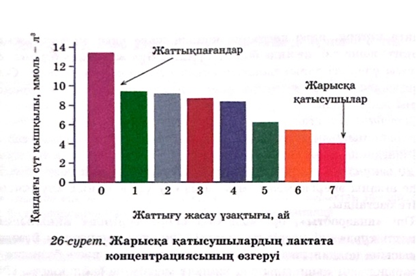 Қандағы сүт қышқылы, ммоль – л³
14
12
10
8
6
4
2
0
Жаттықпағандар
Жарысқа
қатысушылар
0 1 2 3 4 5 6 7
Жаттығу жасау ұзақтығы, ай
26-сурет. Жарысқа қатысушылардың лактата
концентрациясының өзгеруі